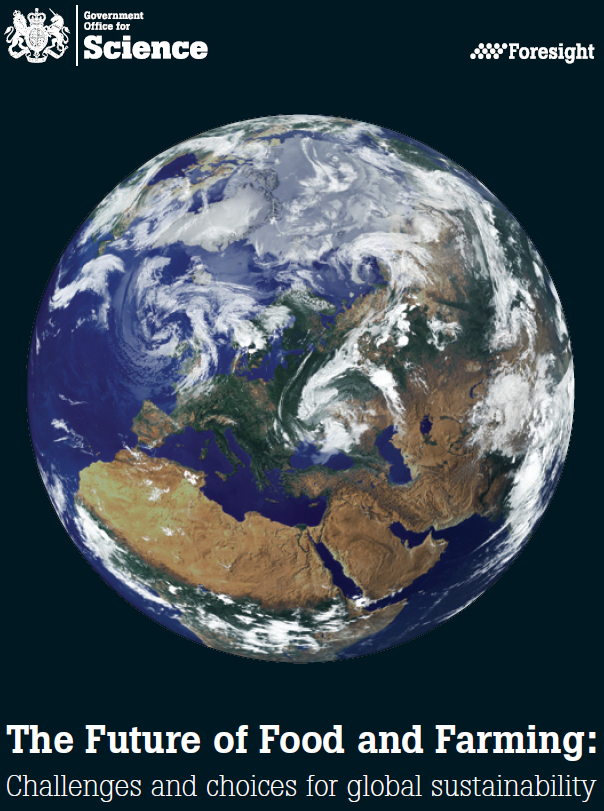 Government
Office for
Science
Foresight
The Future of Food and Farming:
Challenges and choices for global sustainability